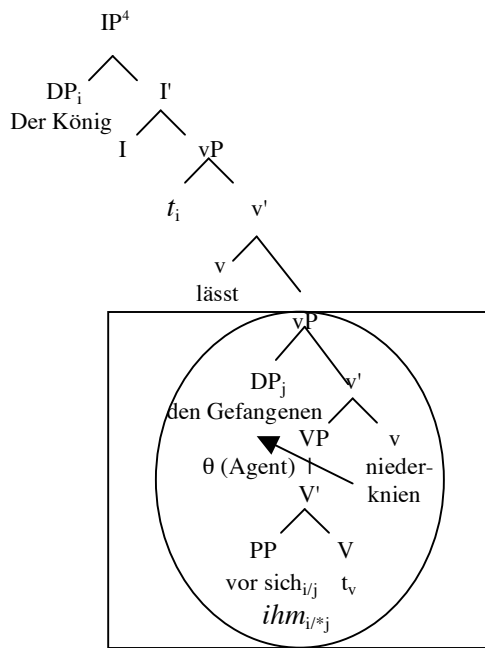 IP⁴
DPᵢ I'
Der König
I vP
tᵢ v'
v
lässt
vP
DPⱼ v'
den Gefangenen
VP v
θ (Agent) nieder-
V' knien
PP V
vor sichᵢ/ⱼ tᵥ
ihmᵢ/*ⱼ